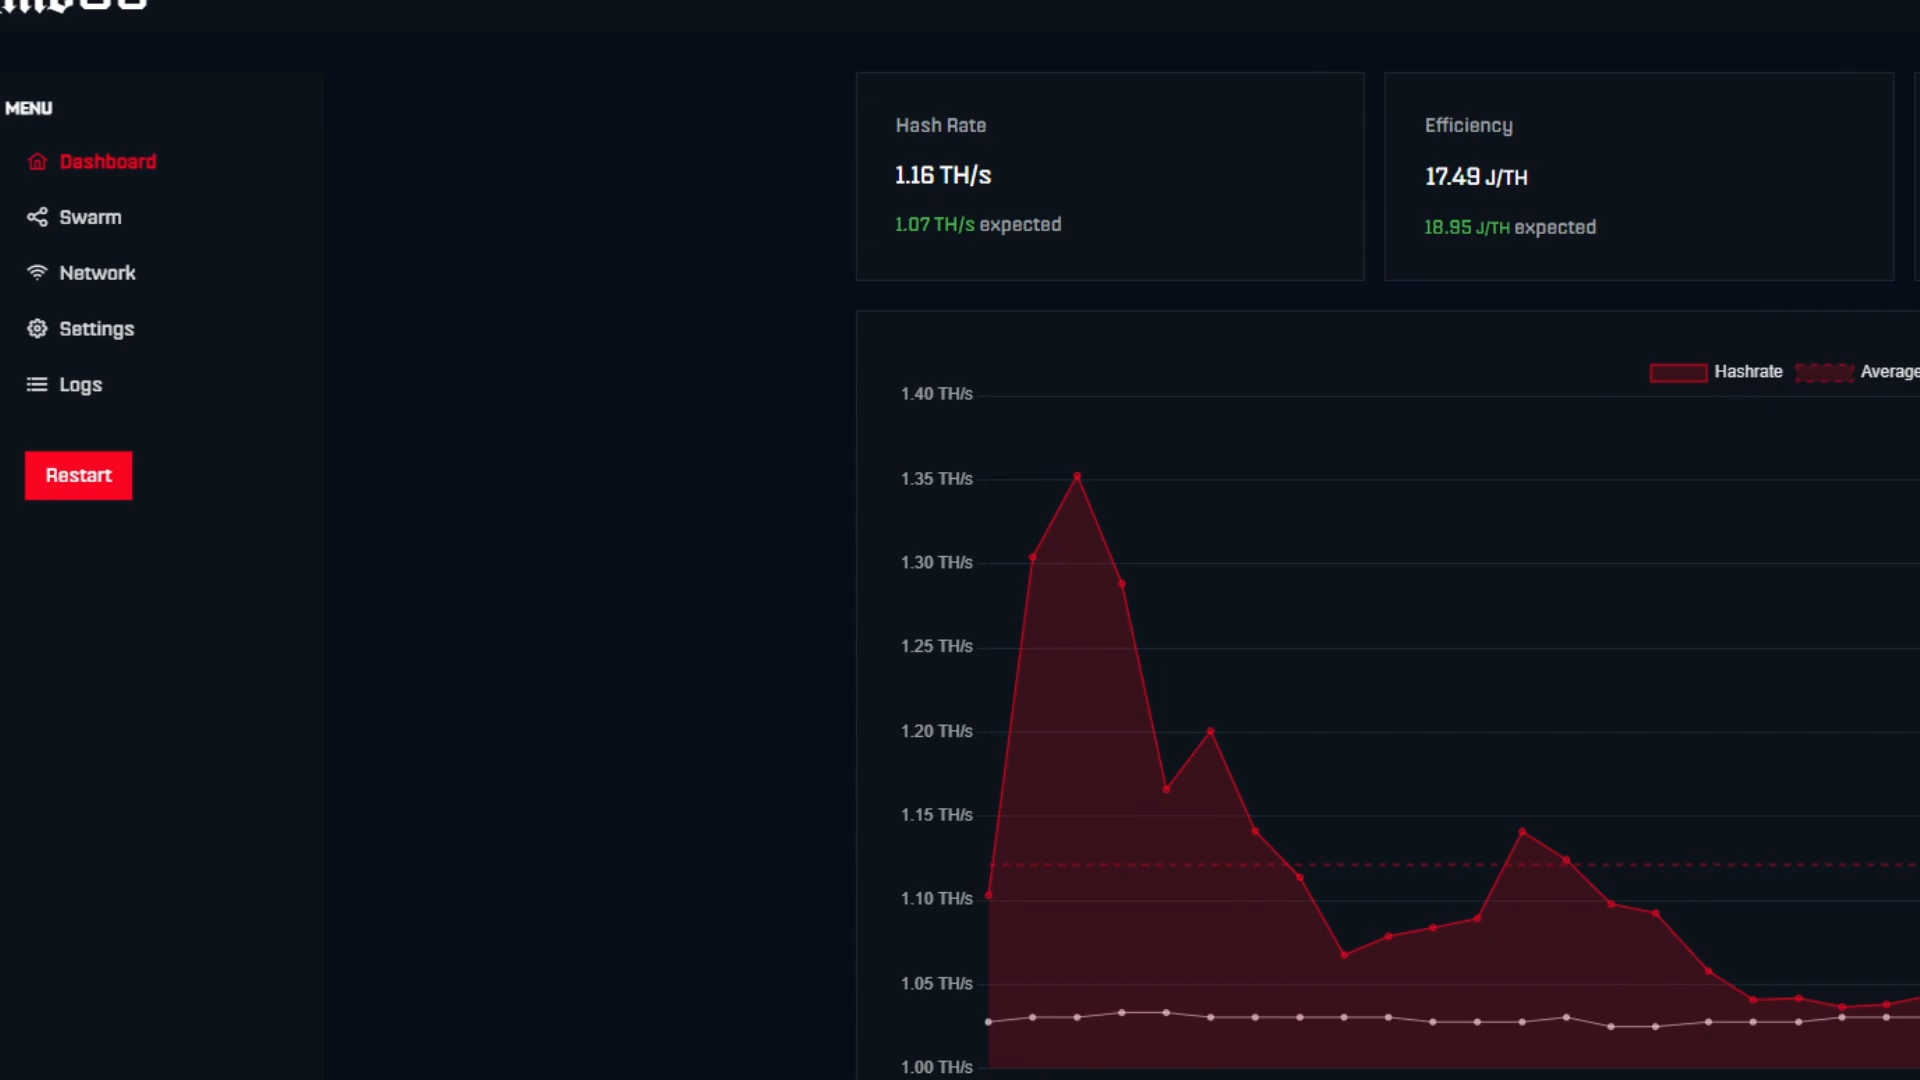 MENU
Dashboard
Swarm
Network
Settings
Logs
Restart
Hash Rate
1.16 TH/s
1.07 TH/s expected
Efficiency
17.49 J/TH
18.95 J/TH expected
Hashrate
Average
1.40 TH/s
1.35 TH/s
1.30 TH/s
1.25 TH/s
1.20 TH/s
1.15 TH/s
1.10 TH/s
1.05 TH/s
1.00 TH/s